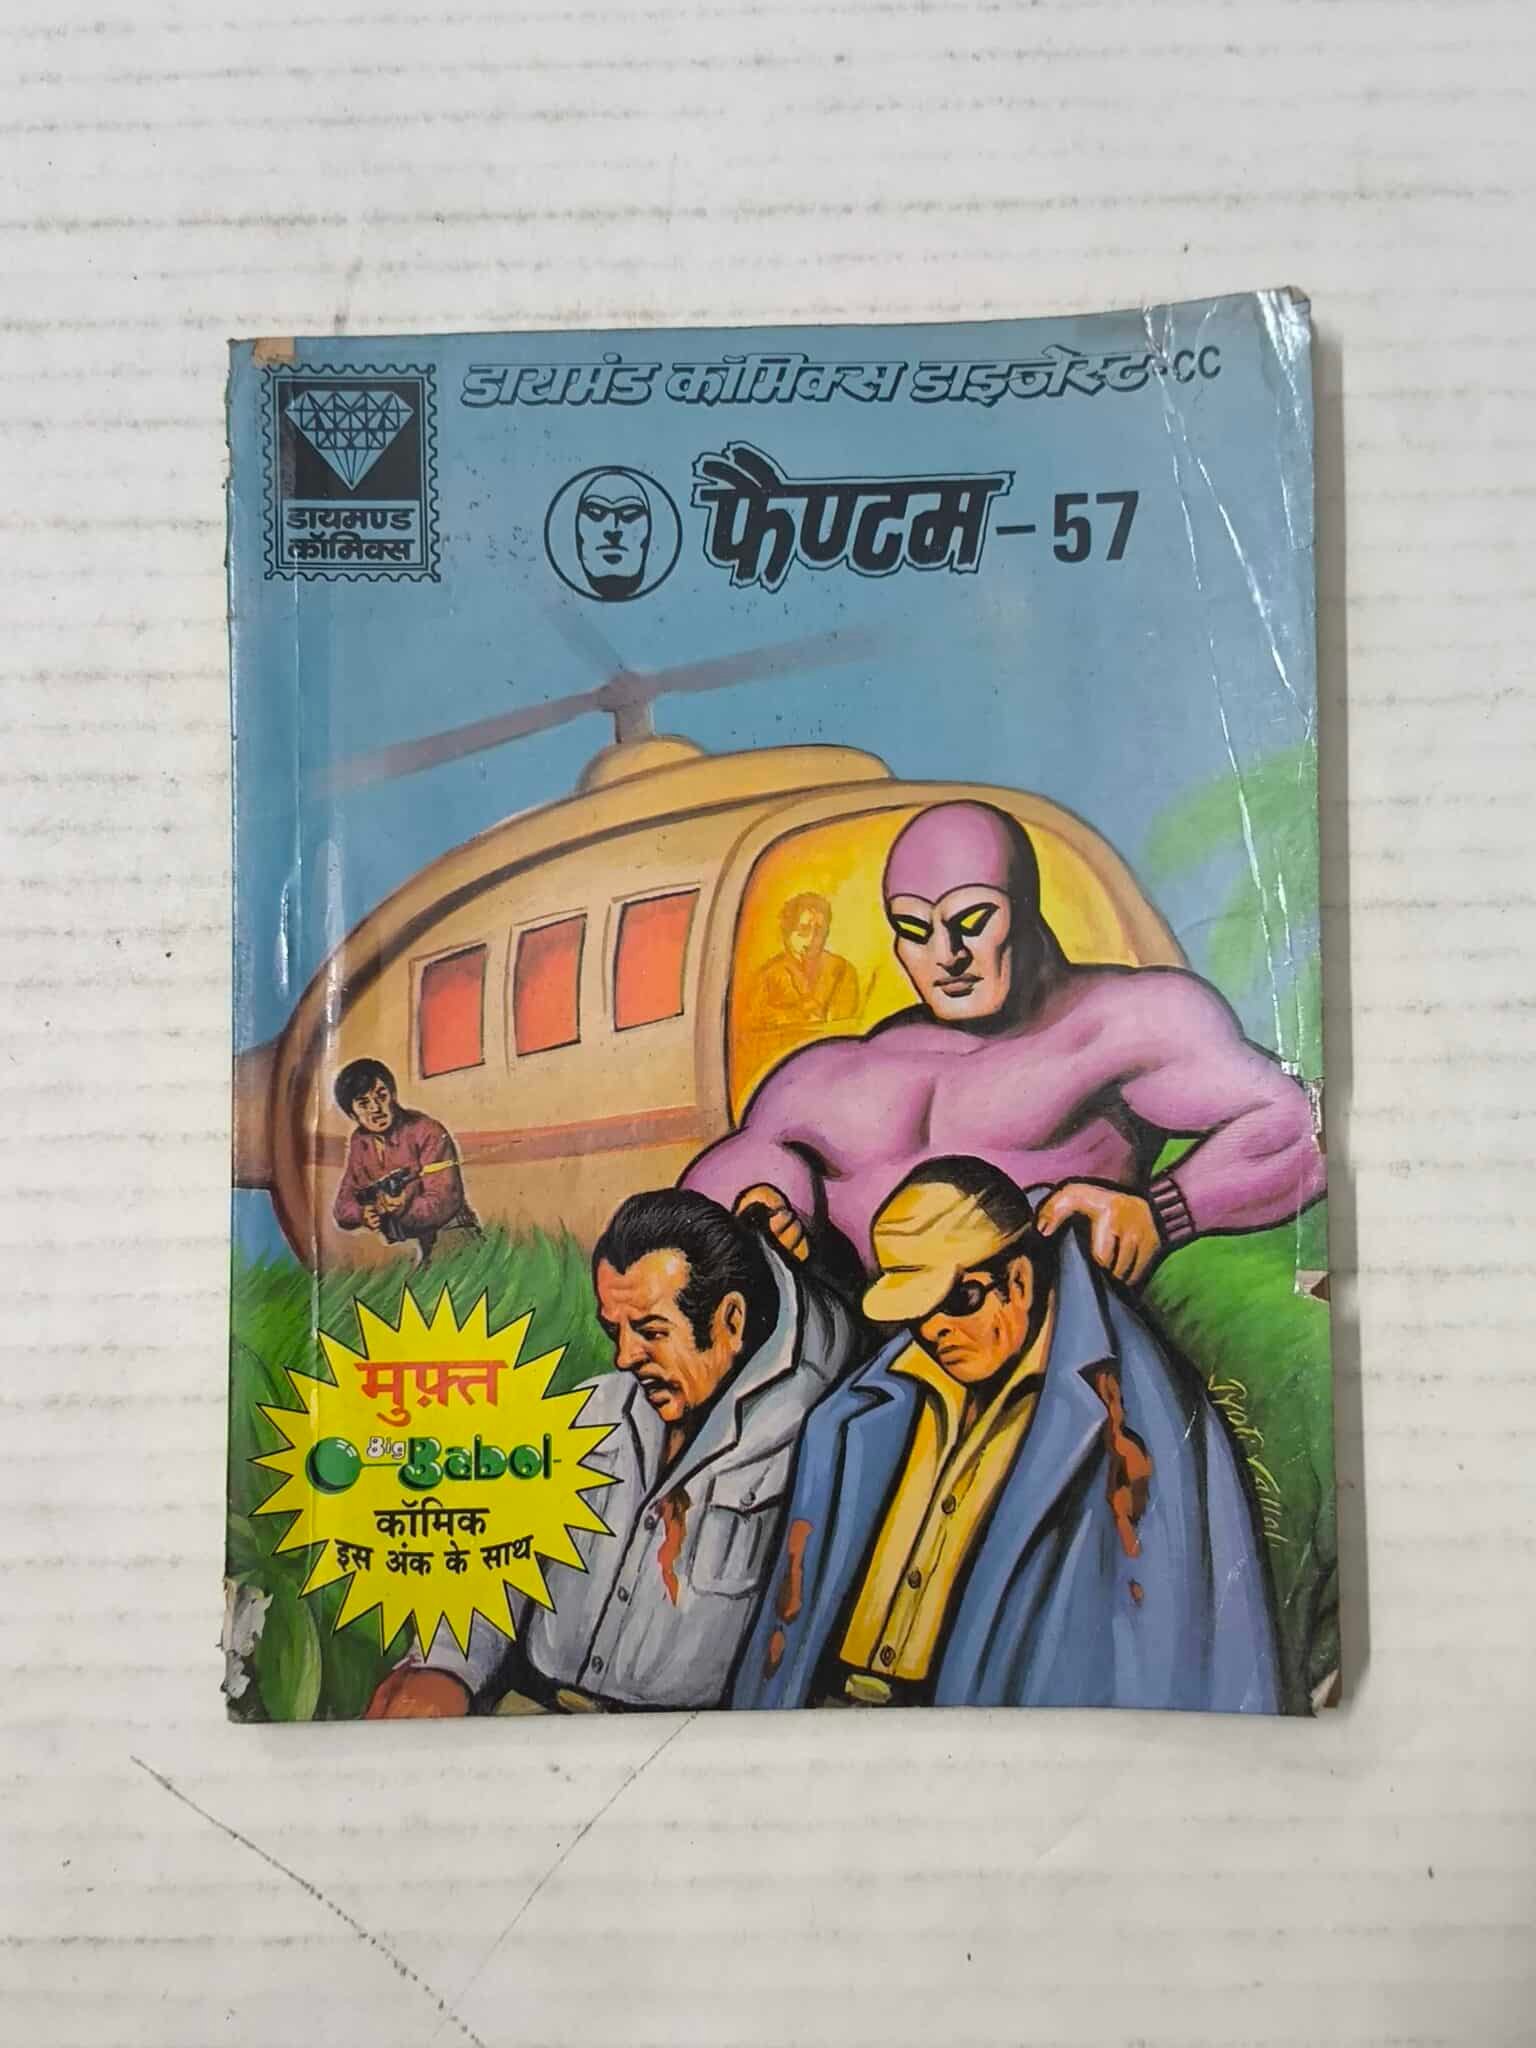 डायमंड कॉमिक्स डाइजेस्ट-CC
डायमण्ड
कॉमिक्स
फैण्टम - 57
मुफ़्त
Big Babol
कॉमिक
इस अंक के साथ